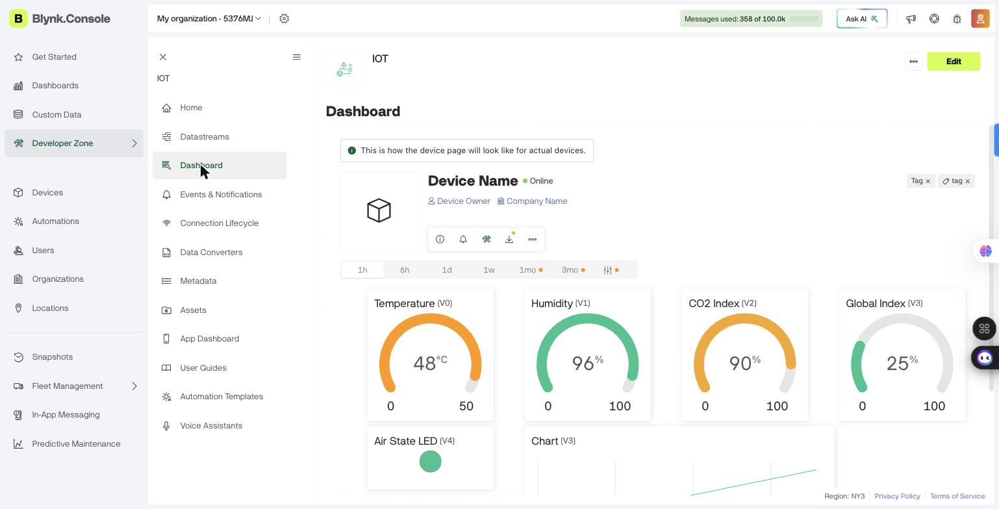 B Blynk.Console
My organization - 5376MJ
Messages used: 358 of 100.0k
Ask AI
Get Started
Dashboards
Custom Data
Developer Zone
Devices
Automations
Users
Organizations
Locations
Snapshots
Fleet Management
In-App Messaging
Predictive Maintenance
IOT
Home
Datastreams
Dashboard
Events & Notifications
Connection Lifecycle
Data Converters
Metadata
Assets
App Dashboard
User Guides
Automation Templates
Voice Assistants
IOT
Edit
Dashboard
This is how the device page will look like for actual devices.
Device Name Online
Tag tag
Device Owner Company Name
1h 6h 1d 1w 1mo 3mo
Temperature (V0)
48°C
0 50
Humidity (V1)
96%
0 100
CO2 Index (V2)
90%
0 100
Global Index (V3)
25%
0 100
Air State LED (V4)
Chart (V3)
Region: NY3 Privacy Policy Terms of Service